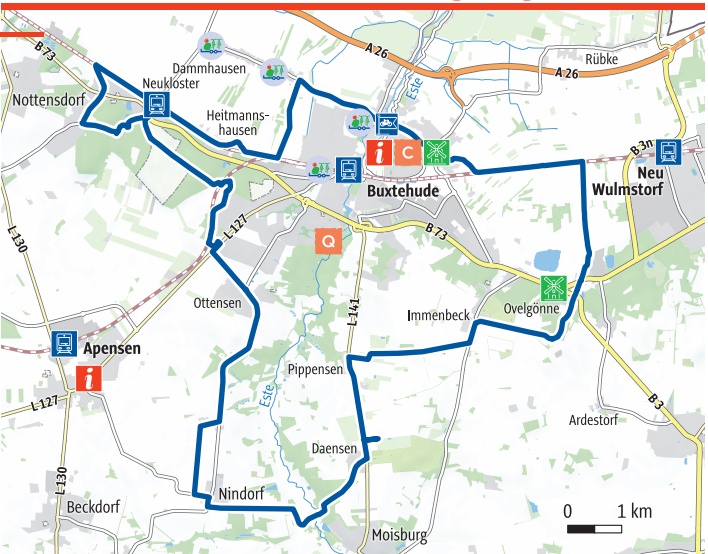 B 73
A 26
Rübke
Dammhausen
A 26
Neukloster
Este
Nottensdorf
Heitmanns-
hausen
B 3n
i
C
Neu
Wulmstorf
Buxtehude
L 130
L 127
B 73
Q
Ottensen
L 141
Immenbeck
Ovelgönne
Apensen
Pippensen
i
Este
B 3
L 127
Ardestorf
Daensen
L 130
Nindorf
0 1 km
Beckdorf
Moisburg